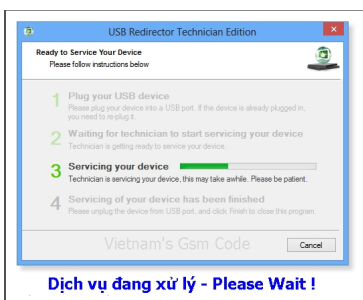 USB Redirector Technician Edition
Ready to Service Your Device
Please follow instructions below
1 Plug your USB device
Please plug your device into a USB port. If the device is already plugged in,
you need to re-plug it.
2 Waiting for technician to start servicing your device
Technician is getting ready to service your device.
3 Servicing your device
Technician is servicing your device, this may take awhile. Please be patient.
4 Servicing of your device has been finished
Please unplug the device from USB port, and click Finish to close this program.
Vietnam's Gsm Code
Cancel
Dịch vụ đang xử lý - Please Wait !